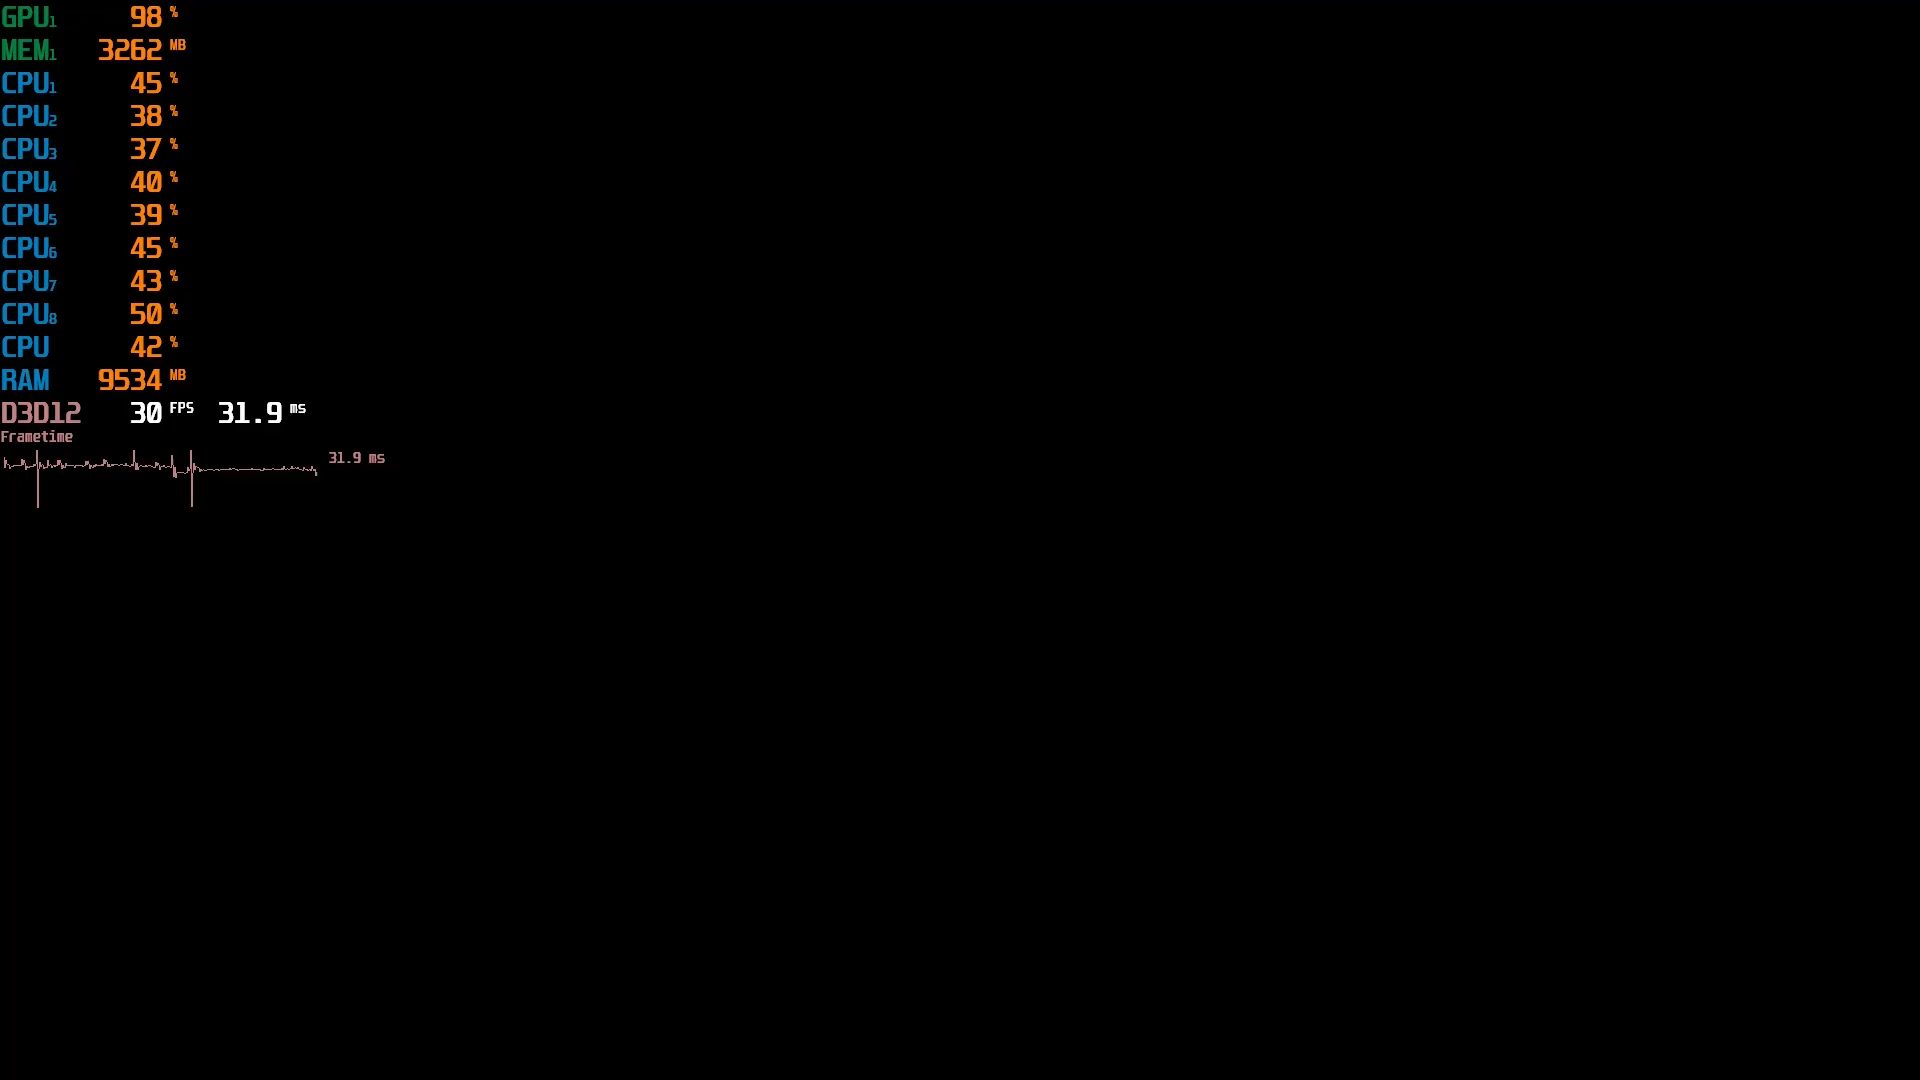 GPU1 98 %
MEM1 3262 MB
CPU1 45 %
CPU2 38 %
CPU3 37 %
CPU4 40 %
CPU5 39 %
CPU6 45 %
CPU7 43 %
CPU8 50 %
CPU 42 %
RAM 9534 MB
D3D12 30 FPS 31.9 ms
Frametime
31.9 ms